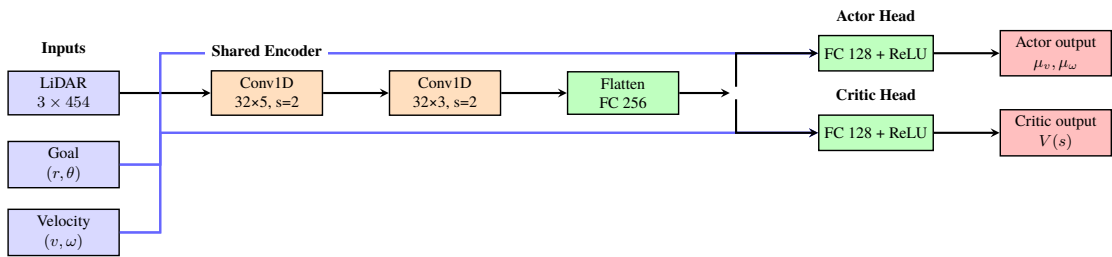 Inputs
LiDAR
3 × 454
Goal
(r, θ)
Velocity
(v, ω)
Shared Encoder
Conv1D
32×5, s=2
Conv1D
32×3, s=2
Flatten
FC 256
Actor Head
FC 128 + ReLU
Actor output
μ_v, μ_ω
Critic Head
FC 128 + ReLU
Critic output
V(s)